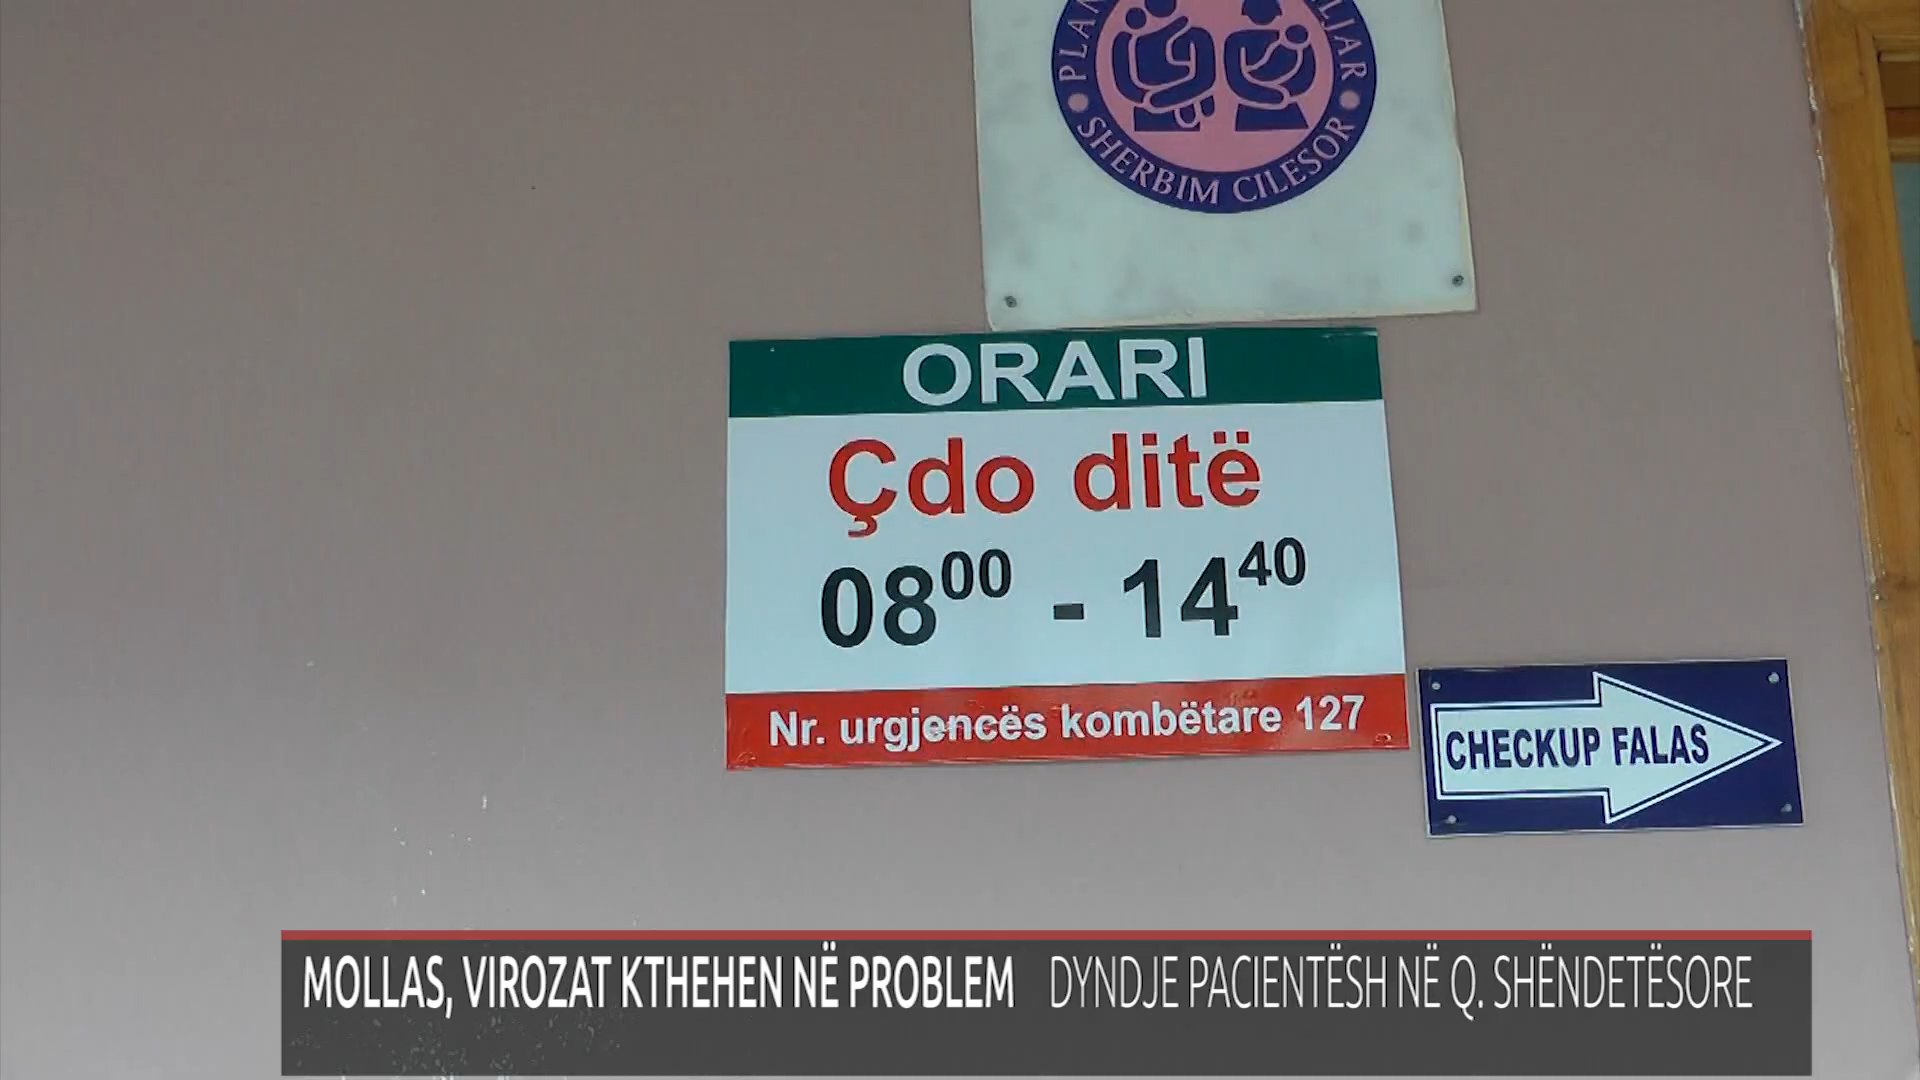 SHERBIM CILESOR
ORARI
Çdo ditë
08⁰⁰ - 14⁴⁰
Nr. urgjencës kombëtare 127
CHECKUP FALAS
MOLLAS, VIROZAT KTHEHEN NË PROBLEM DYNDJE PACIENTËSH NË Q. SHËNDETËSORE